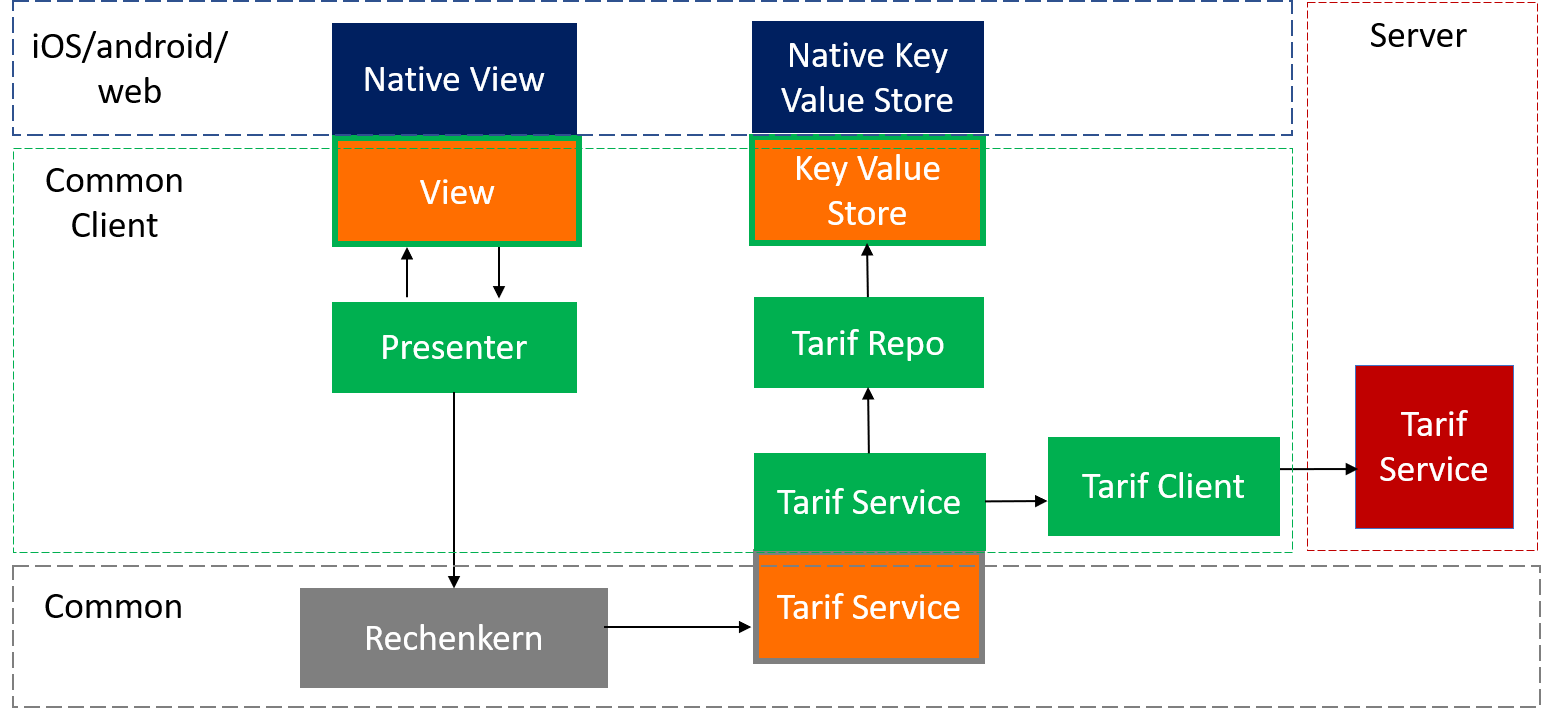 iOS/android/
web
Native View
Native Key
Value Store
Server
Common
Client
View
Key Value
Store
Presenter
Tarif Repo
Tarif Service
Tarif Client
Tarif
Service
Common
Rechenkern
Tarif Service